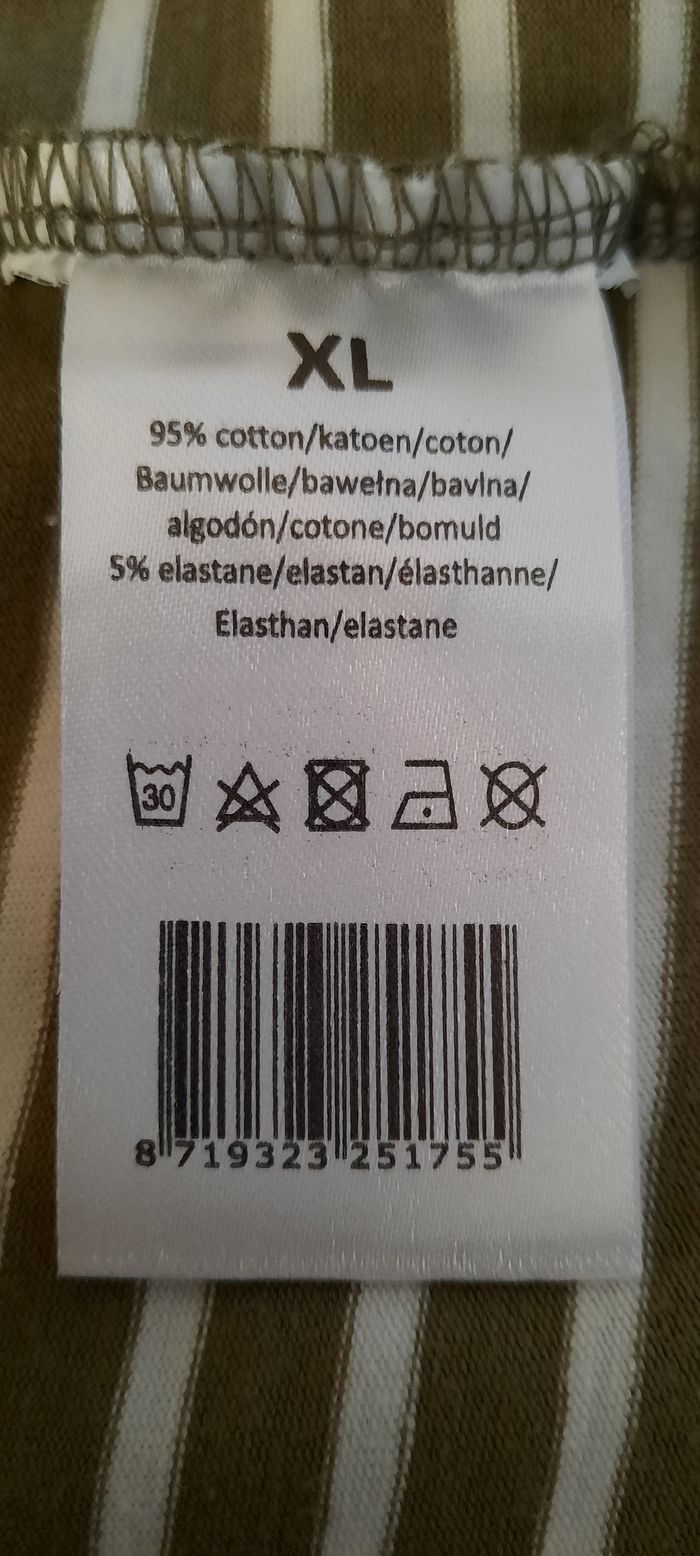 XL
95% cotton/katoen/coton/
Baumwolle/bawełna/bavlna/
algodón/cotone/bomuld
5% elastane/elastan/élasthanne/
Elasthan/elastane
30
8 719323 251755